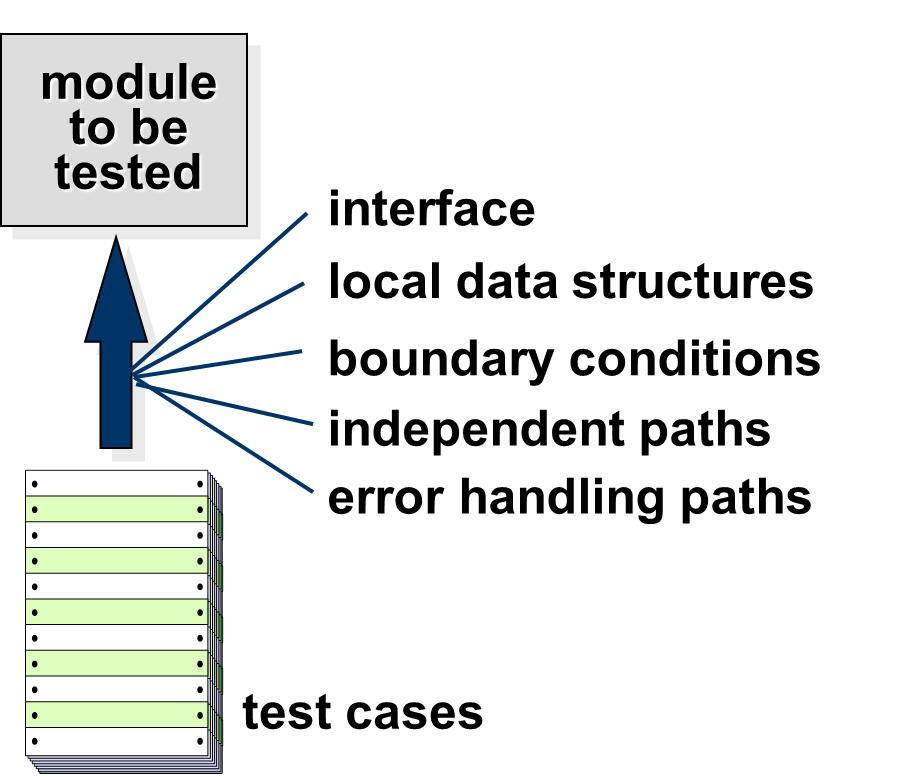 module
to be
tested
interface
local data structures
boundary conditions
independent paths
error handling paths
test cases